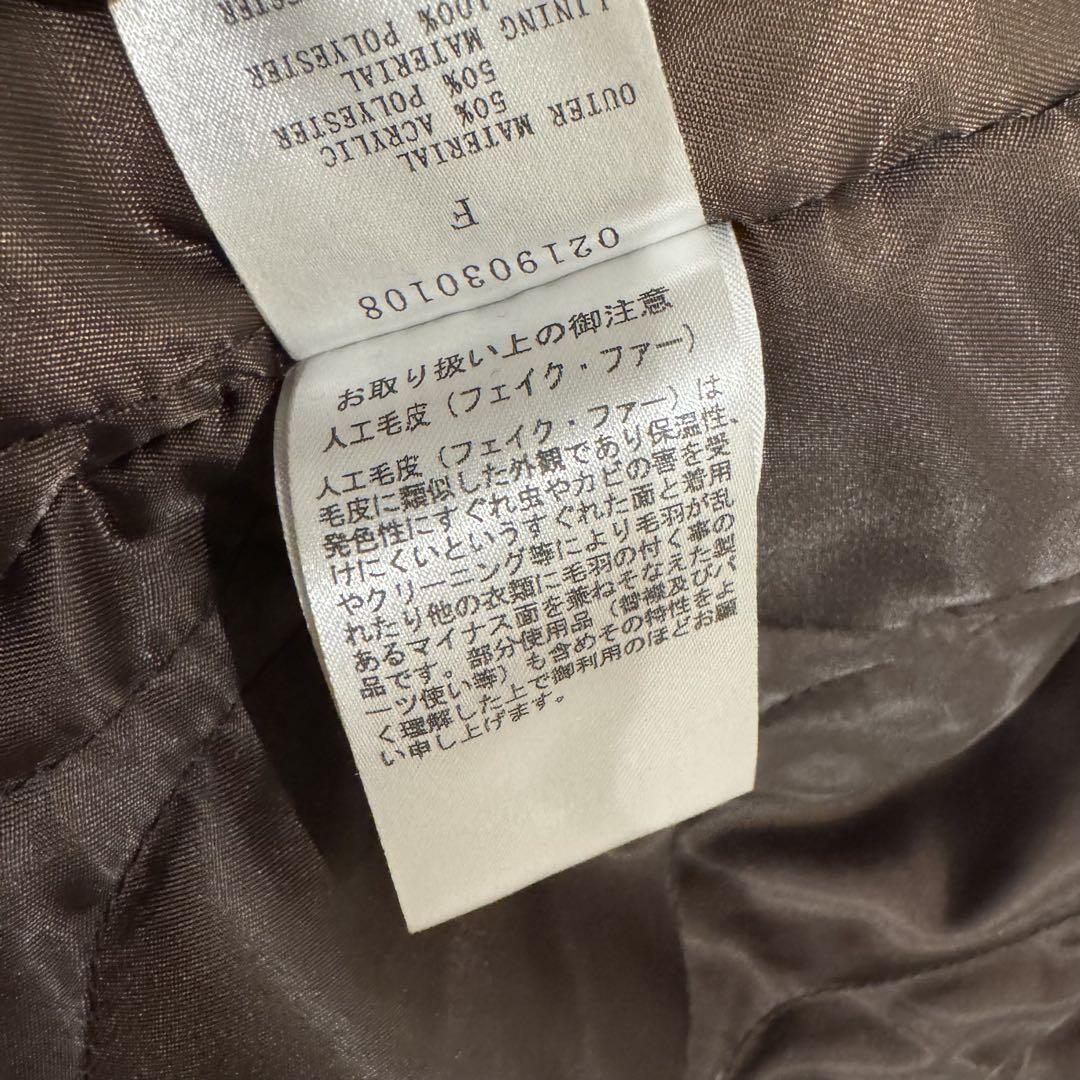 0219030108
F
OUTER MATERIAL
50% ACRYLIC
50% POLYESTER
LINING MATERIAL
100% POLYESTER
お取り扱い上の御注意
人工毛皮（フェイク・ファー）
人工毛皮（フェイク・ファー）は
毛皮に類似した外観であり保温性、
発色性にすぐれ虫やカビの害を受
けにくいというすぐれた面と着用
やクリーニング等により毛羽が乱
れたり他の衣類に毛羽の付く事の
あるマイナス面を兼ねそなえた製
品です。部分使用品（替襟及びパ
ーツ使い等）も含めその特性をよ
く理解した上で御利用のほどお願
い申し上げます。